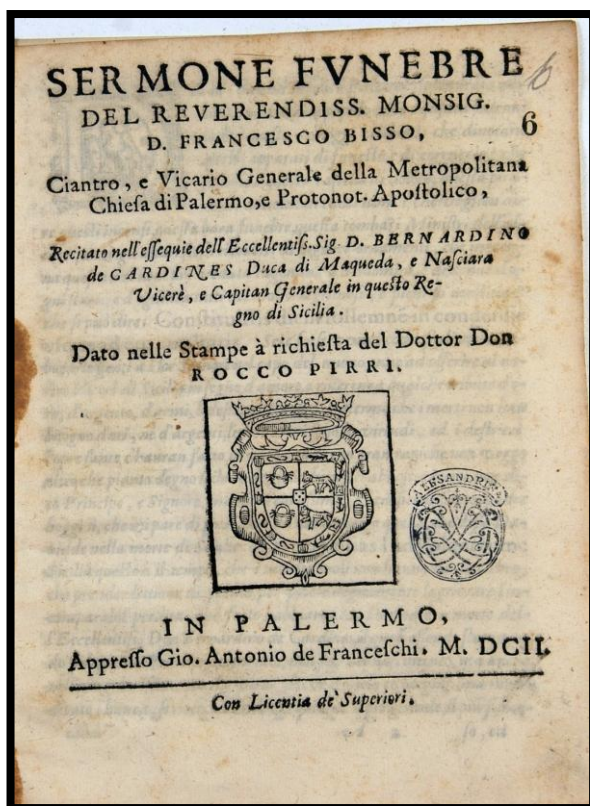 SERMONE FVNEBRE
DEL REVERENDISS. MONSIG.
D. FRANCESCO BISSO,
6
Ciantro, e Vicario Generale della Metropolitana
Chieſa di Palermo, e Protonot. Apoſtolico,
Recitato nell'eſſequie dell'Eccellentiſs. Sig. D. BERNARDINO
de CARDINES Duca di Maqueda, e Naſciara
Vicerè, e Capitan Generale in queſto Re-
gno di Sicilia.
Dato nelle Stampe à richieſta del Dottor Don
ROCCO PIRRI.
ALESSANDRINA
IN PALERMO,
Appreſſo Gio. Antonio de Franceſchi. M. DCII.
Con Licentia de' Superiori.